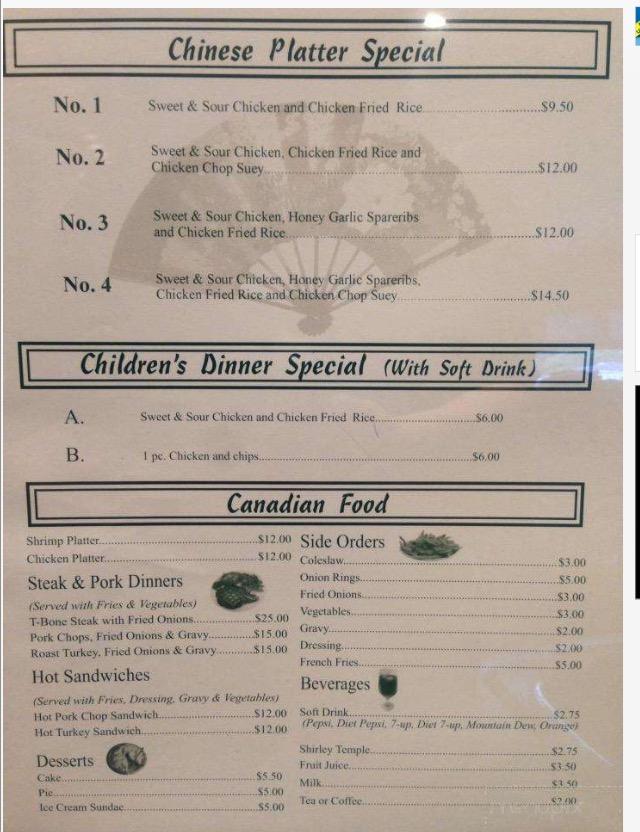 Chinese Platter Special
No. 1 Sweet & Sour Chicken and Chicken Fried Rice $9.50
No. 2 Sweet & Sour Chicken, Chicken Fried Rice and
Chicken Chop Suey $12.00
No. 3 Sweet & Sour Chicken, Honey Garlic Spareribs
and Chicken Fried Rice $12.00
No. 4 Sweet & Sour Chicken, Honey Garlic Spareribs,
Chicken Fried Rice and Chicken Chop Suey $14.50
Children's Dinner Special (With Soft Drink)
A. Sweet & Sour Chicken and Chicken Fried Rice $6.00
B. 1 pc. Chicken and chips $6.00
Canadian Food
Shrimp Platter $12.00
Chicken Platter $12.00
Steak & Pork Dinners
(Served with Fries & Vegetables)
T-Bone Steak with Fried Onions $25.00
Pork Chops, Fried Onions & Gravy $15.00
Roast Turkey, Fried Onions & Gravy $15.00
Hot Sandwiches
(Served with Fries, Dressing, Gravy & Vegetables)
Hot Pork Chop Sandwich $12.00
Hot Turkey Sandwich $12.00
Desserts
Cake $5.50
Pie $5.00
Ice Cream Sundae $5.00
Side Orders
Coleslaw $3.00
Onion Rings $5.00
Fried Onions $3.00
Vegetables $3.00
Gravy $2.00
Dressing $2.00
French Fries $5.00
Beverages
Soft Drink $2.75
(Pepsi, Diet Pepsi, 7-up, Diet 7-up, Mountain Dew, Orange)
Shirley Temple $2.75
Fruit Juice $3.50
Milk $3.50
Tea or Coffee $2.00